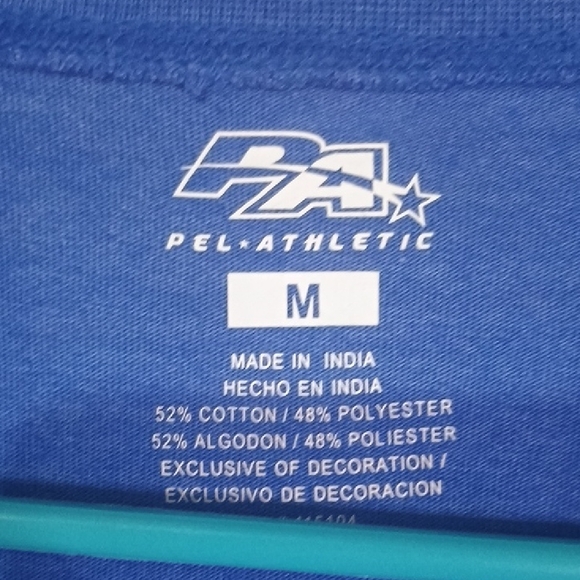 PA
PEL★ATHLETIC
M
MADE IN INDIA
HECHO EN INDIA
52% COTTON / 48% POLYESTER
52% ALGODON / 48% POLIESTER
EXCLUSIVE OF DECORATION /
EXCLUSIVO DE DECORACION